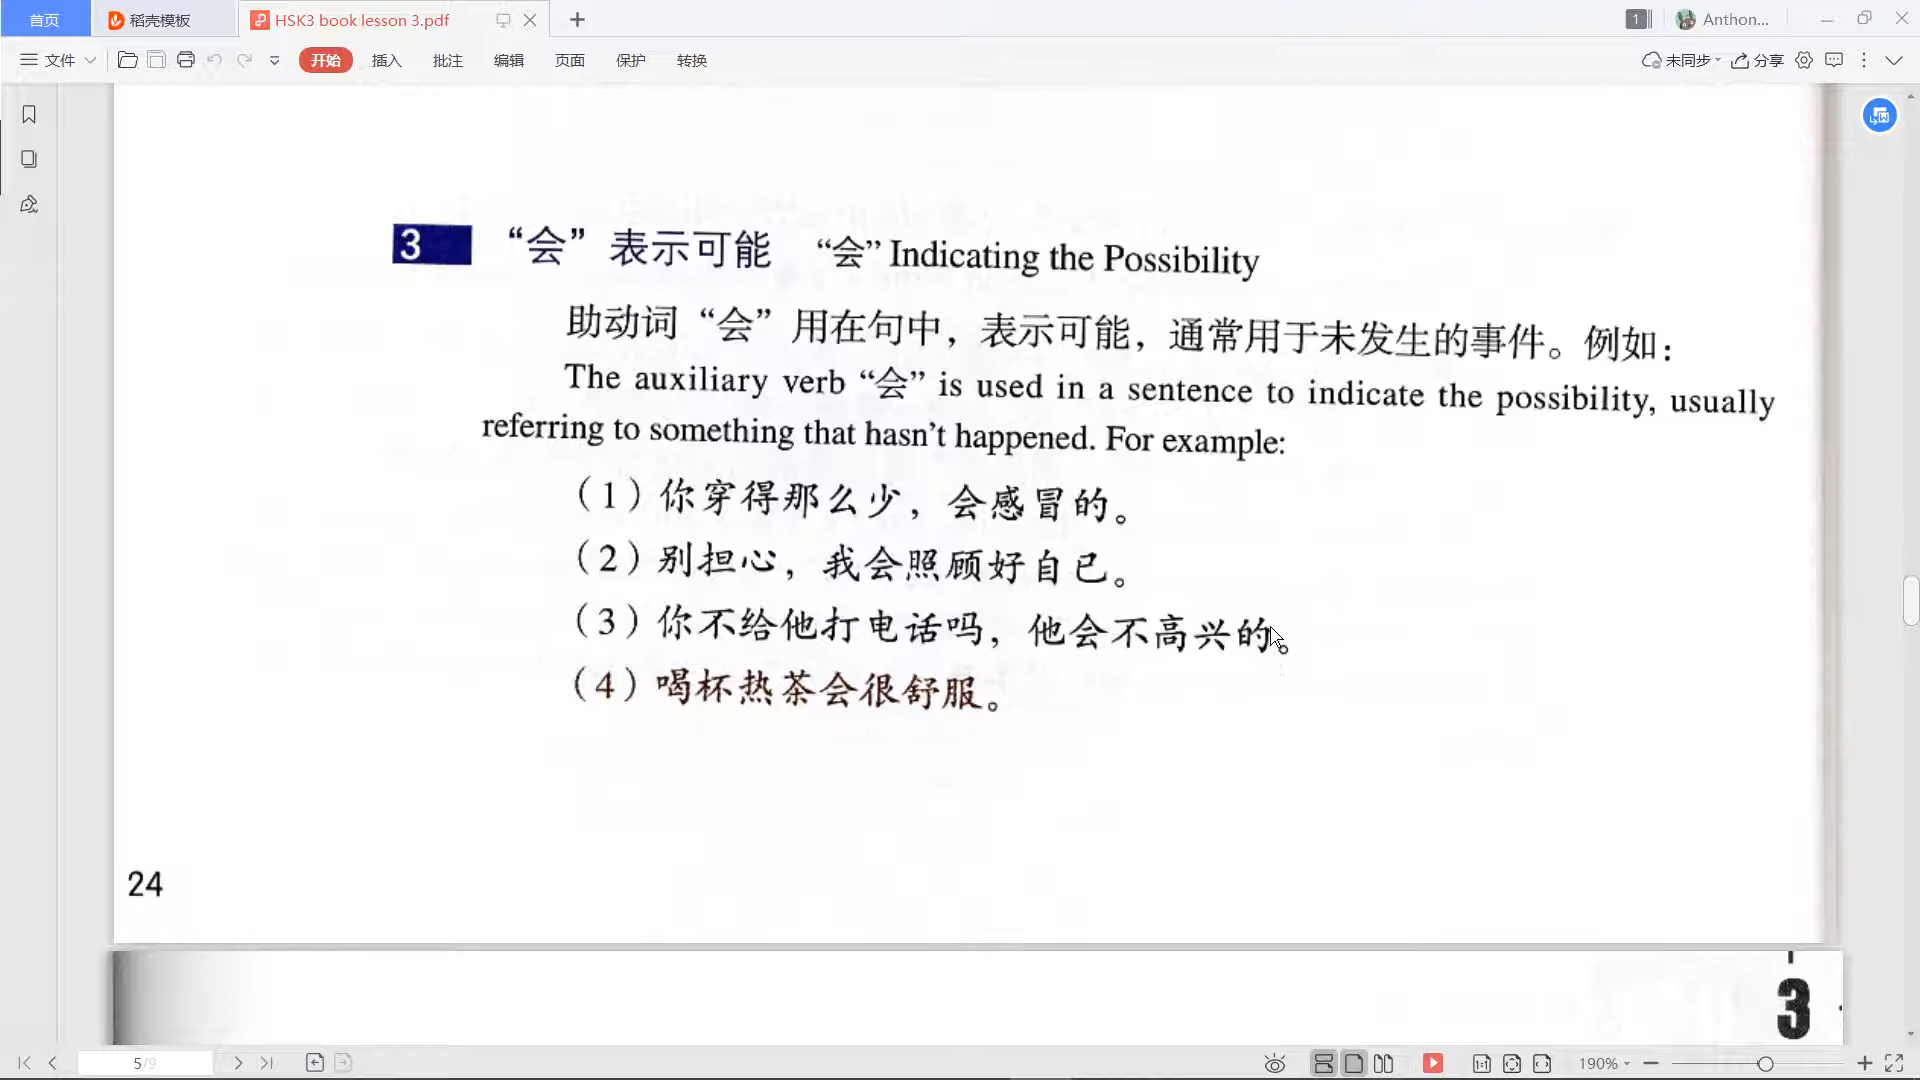 首页
稻壳模板
HSK3 book lesson 3.pdf
1
Anthon...
文件
开始
插入
批注
编辑
页面
保护
转换
未同步
分享
3 “会”表示可能 “会” Indicating the Possibility
助动词“会”用在句中，表示可能，通常用于未发生的事件。例如：
The auxiliary verb “会” is used in a sentence to indicate the possibility, usually
referring to something that hasn't happened. For example:
（1）你穿得那么少，会感冒的。
（2）别担心，我会照顾好自己。
（3）你不给他打电话吗，他会不高兴的。
（4）喝杯热茶会很舒服。
24
3
5/9
1:1
190%